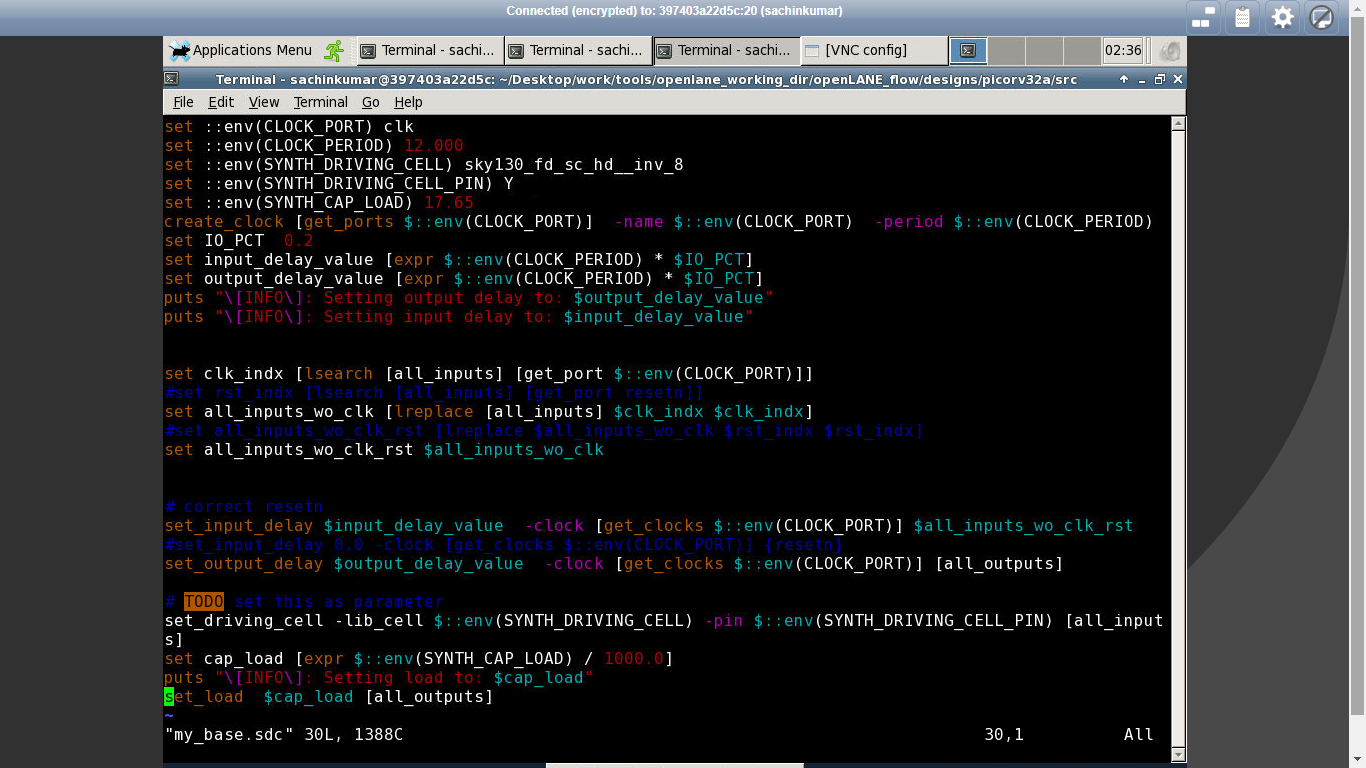 Connected (encrypted) to: 397403a22d5c:20 (sachinkumar)
Applications Menu
Terminal - sachi...
Terminal - sachi...
Terminal - sachi...
[VNC config]
02:36
Terminal - sachinkumar@397403a22d5c: ~/Desktop/work/tools/openlane_working_dir/openLANE_flow/designs/picorv32a/src
File Edit View Terminal Go Help
set ::env(CLOCK_PORT) clk
set ::env(CLOCK_PERIOD) 12.000
set ::env(SYNTH_DRIVING_CELL) sky130_fd_sc_hd__inv_8
set ::env(SYNTH_DRIVING_CELL_PIN) Y
set ::env(SYNTH_CAP_LOAD) 17.65
create_clock [get_ports $::env(CLOCK_PORT)]  -name $::env(CLOCK_PORT)  -period $::env(CLOCK_PERIOD)
set IO_PCT  0.2
set input_delay_value [expr $::env(CLOCK_PERIOD) * $IO_PCT]
set output_delay_value [expr $::env(CLOCK_PERIOD) * $IO_PCT]
puts "\[INFO\]: Setting output delay to: $output_delay_value"
puts "\[INFO\]: Setting input delay to: $input_delay_value"
set clk_indx [lsearch [all_inputs] [get_port $::env(CLOCK_PORT)]]
#set rst_indx [lsearch [all_inputs] [get_port resetn]]
set all_inputs_wo_clk [lreplace [all_inputs] $clk_indx $clk_indx]
#set all_inputs_wo_clk_rst [lreplace $all_inputs_wo_clk $rst_indx $rst_indx]
set all_inputs_wo_clk_rst $all_inputs_wo_clk
# correct resetn
set_input_delay $input_delay_value  -clock [get_clocks $::env(CLOCK_PORT)] $all_inputs_wo_clk_rst
#set_input_delay 0.0 -clock [get_clocks $::env(CLOCK_PORT)] {resetn}
set_output_delay $output_delay_value  -clock [get_clocks $::env(CLOCK_PORT)] [all_outputs]
# TODO set this as parameter
set_driving_cell -lib_cell $::env(SYNTH_DRIVING_CELL) -pin $::env(SYNTH_DRIVING_CELL_PIN) [all_input
s]
set cap_load [expr $::env(SYNTH_CAP_LOAD) / 1000.0]
puts "\[INFO\]: Setting load to: $cap_load"
set_load  $cap_load [all_outputs]
~
"my_base.sdc" 30L, 1388C 30,1 All